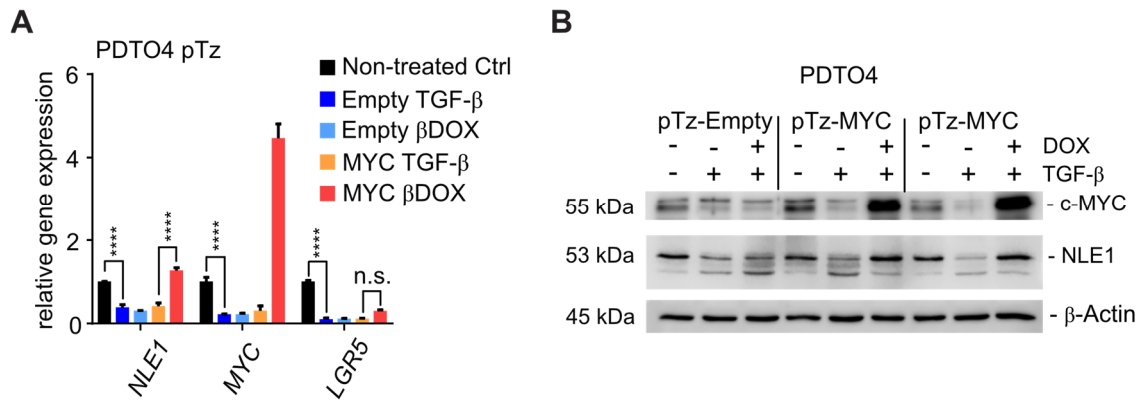 A
PDTO4 pTz
relative gene expression
6
4
2
1
0
Non-treated Ctrl
Empty TGF-β
Empty βDOX
MYC TGF-β
MYC βDOX
****
****
****
****
n.s.
NLE1
MYC
LGR5
B
PDTO4
pTz-Empty pTz-MYC pTz-MYC
- - + - - + - - + DOX
- + + - + + - + + TGF-β
55 kDa - c-MYC
53 kDa - NLE1
45 kDa - β-Actin